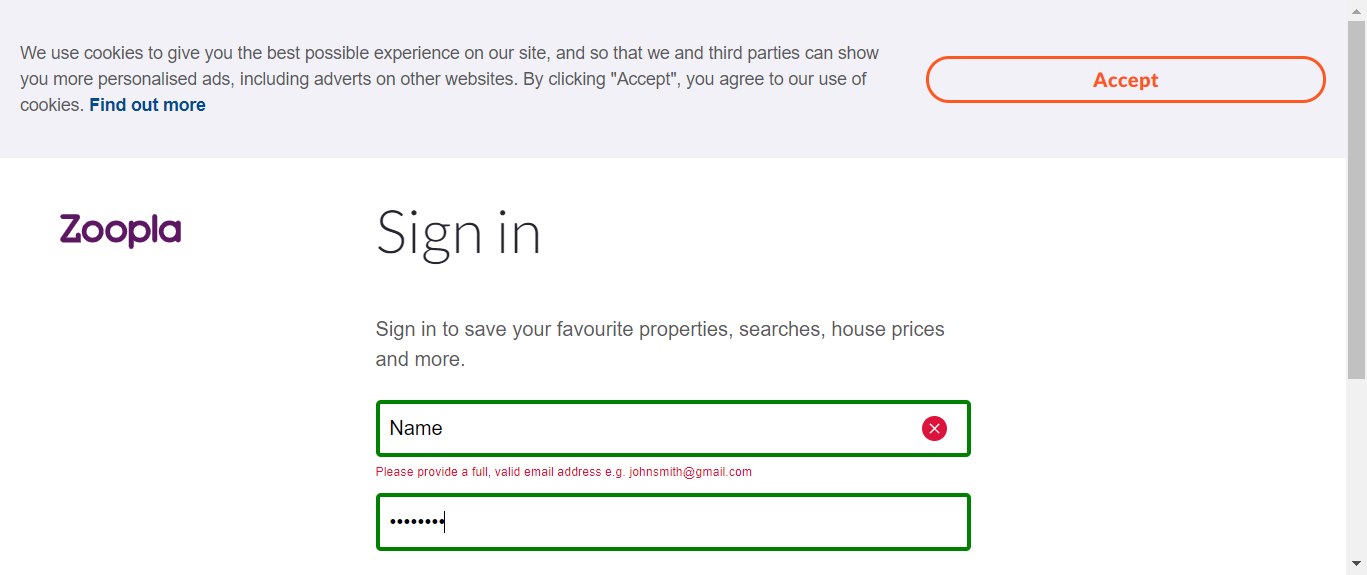 We use cookies to give you the best possible experience on our site, and so that we and third parties can show
you more personalised ads, including adverts on other websites. By clicking "Accept", you agree to our use of
cookies. Find out more
Accept
Zoopla
Sign in
Sign in to save your favourite properties, searches, house prices
and more.
Name
Please provide a full, valid email address e.g. johnsmith@gmail.com
••••••••